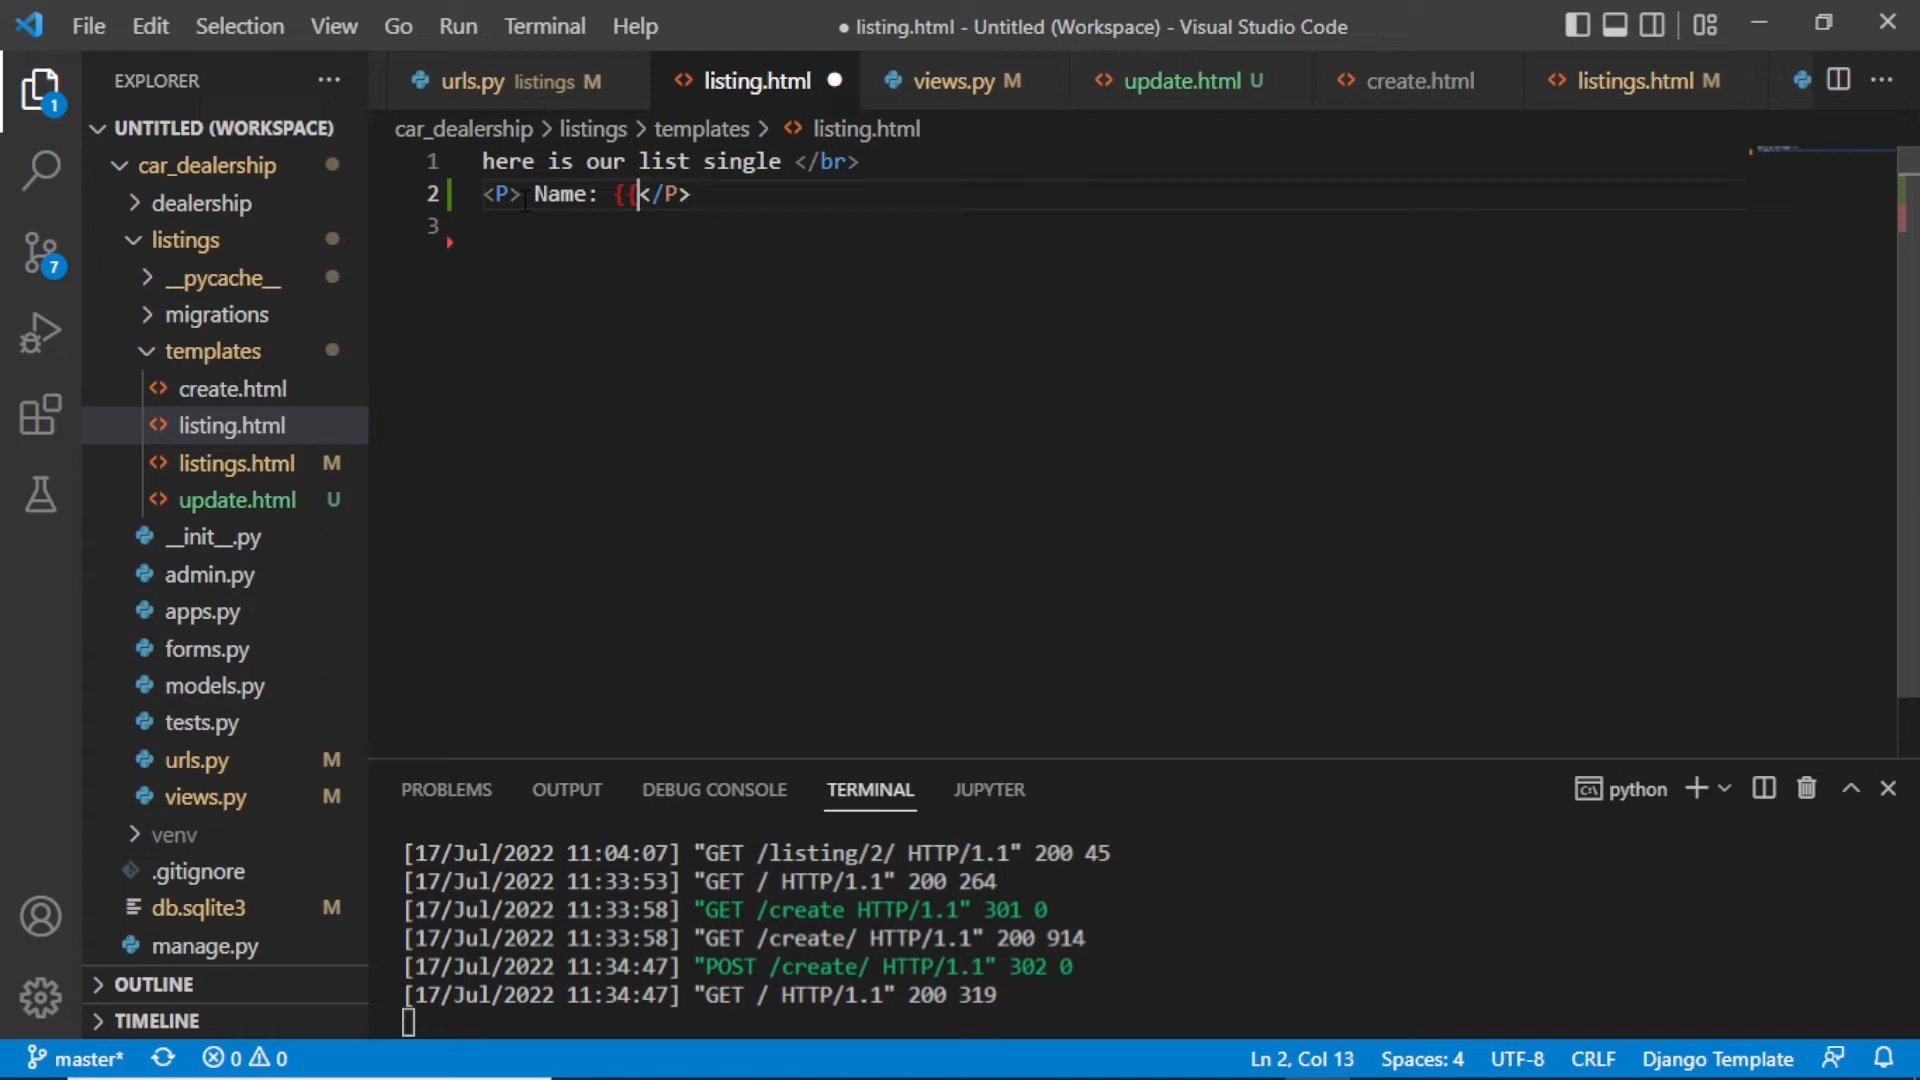 File Edit Selection View Go Run Terminal Help ● listing.html - Untitled (Workspace) - Visual Studio Code
EXPLORER ···
urls.py listings M
listing.html
views.py M
update.html U
create.html
listings.html M
1
UNTITLED (WORKSPACE)
car_dealership
dealership
listings
7
__pycache__
migrations
templates
create.html
listing.html
listings.html M
update.html U
__init__.py
admin.py
apps.py
forms.py
models.py
tests.py
urls.py M
views.py M
venv
.gitignore
db.sqlite3 M
manage.py
OUTLINE
TIMELINE
car_dealership > listings > templates > listing.html
1 here is our list single </br>
2 <P> Name: {{</P>
3
PROBLEMS OUTPUT DEBUG CONSOLE TERMINAL JUPYTER python
[17/Jul/2022 11:04:07] "GET /listing/2/ HTTP/1.1" 200 45
[17/Jul/2022 11:33:53] "GET / HTTP/1.1" 200 264
[17/Jul/2022 11:33:58] "GET /create HTTP/1.1" 301 0
[17/Jul/2022 11:33:58] "GET /create/ HTTP/1.1" 200 914
[17/Jul/2022 11:34:47] "POST /create/ HTTP/1.1" 302 0
[17/Jul/2022 11:34:47] "GET / HTTP/1.1" 200 319
master* 0 0 Ln 2, Col 13 Spaces: 4 UTF-8 CRLF Django Template